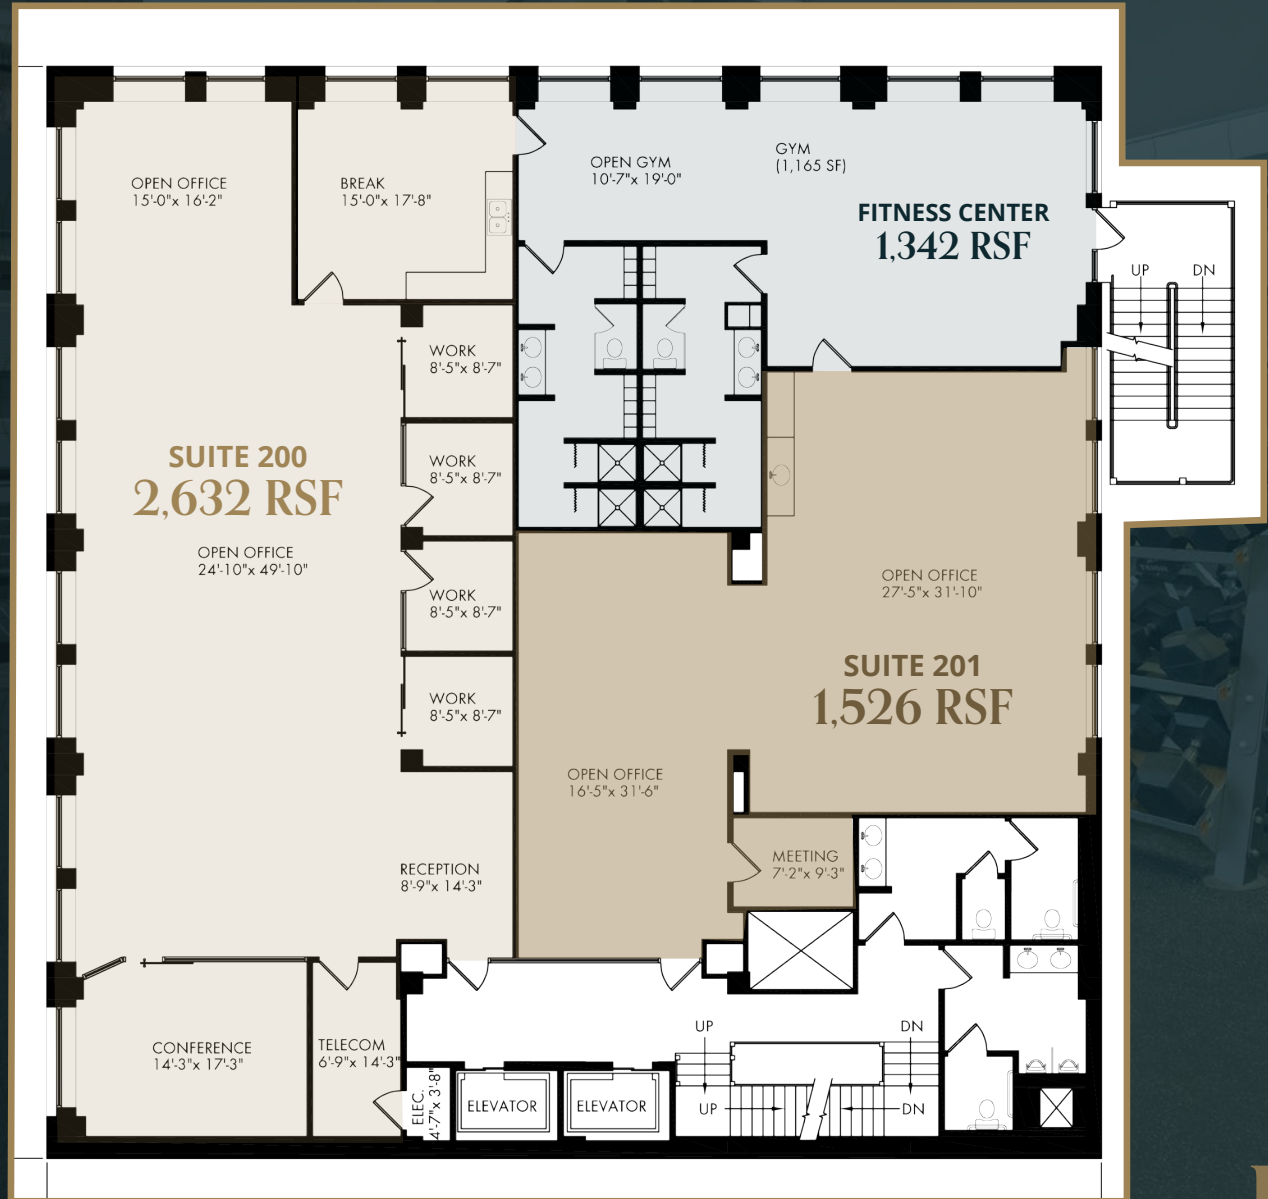 OPEN OFFICE
15'-0"x 16'-2"
BREAK
15'-0"x 17'-8"
OPEN GYM
10'-7"x 19'-0"
GYM
(1,165 SF)
FITNESS CENTER
1,342 RSF
UP
DN
WORK
8'-5"x 8'-7"
WORK
8'-5"x 8'-7"
SUITE 200
2,632 RSF
OPEN OFFICE
24'-10"x 49'-10"
WORK
8'-5"x 8'-7"
WORK
8'-5"x 8'-7"
OPEN OFFICE
27'-5"x 31'-10"
SUITE 201
1,526 RSF
OPEN OFFICE
16'-5"x 31'-6"
RECEPTION
8'-9"x 14'-3"
MEETING
7'-2"x 9'-3"
CONFERENCE
14'-3"x 17'-3"
TELECOM
6'-9"x 14'-3"
ELEC.
4'-7"x 3'-8"
ELEVATOR
ELEVATOR
UP
DN
UP
DN